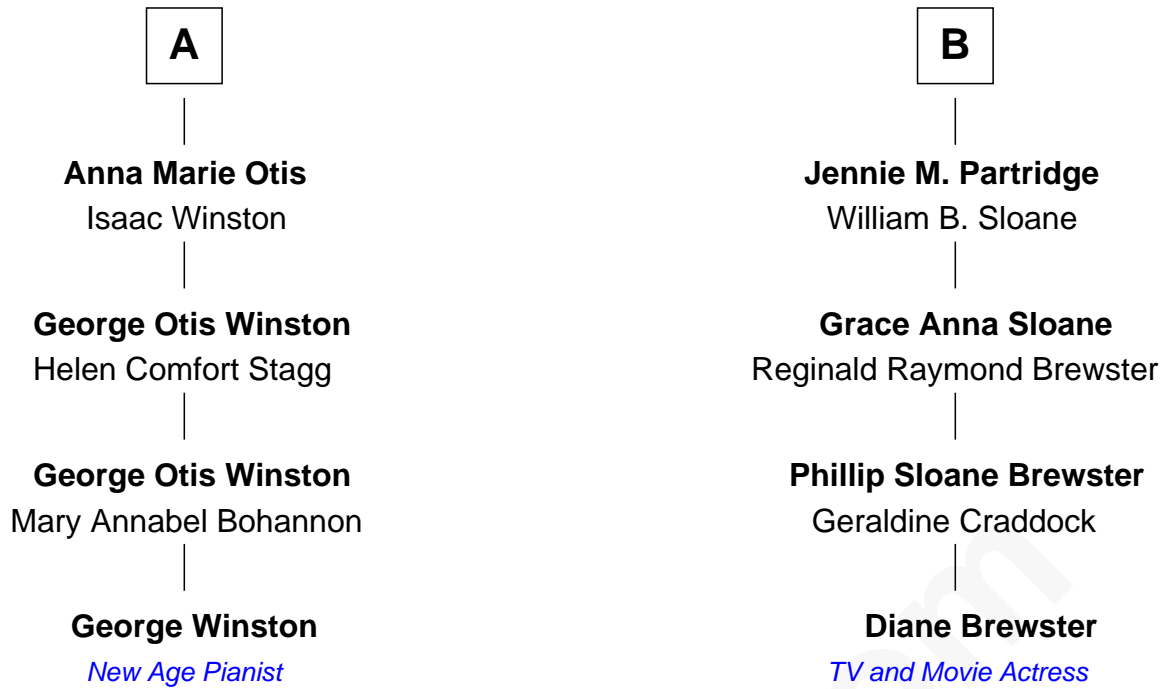 A
B
Anna Marie Otis
Isaac Winston
Jennie M. Partridge
William B. Sloane
George Otis Winston
Helen Comfort Stagg
Grace Anna Sloane
Reginald Raymond Brewster
George Otis Winston
Mary Annabel Bohannon
Phillip Sloane Brewster
Geraldine Craddock
George Winston
New Age Pianist
Diane Brewster
TV and Movie Actress
om